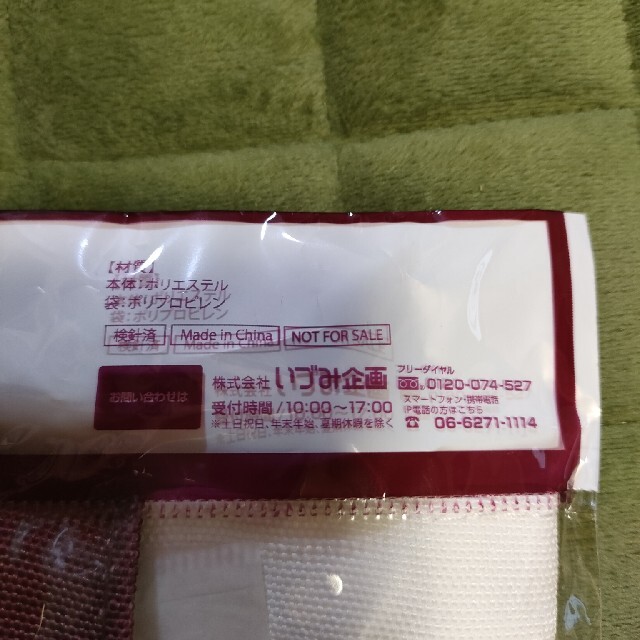 【材質】
本体：ポリエステル
袋：ポリプロピレン
検針済 Made in China NOT FOR SALE
お問い合わせは
株式会社 いづみ企画
受付時間/10:00～17:00
※土日祝日、年末年始、夏期休暇を除く
フリーダイヤル
0120-074-527
スマートフォン・携帯電話
IP電話の方はこちら
☎ 06-6271-1114